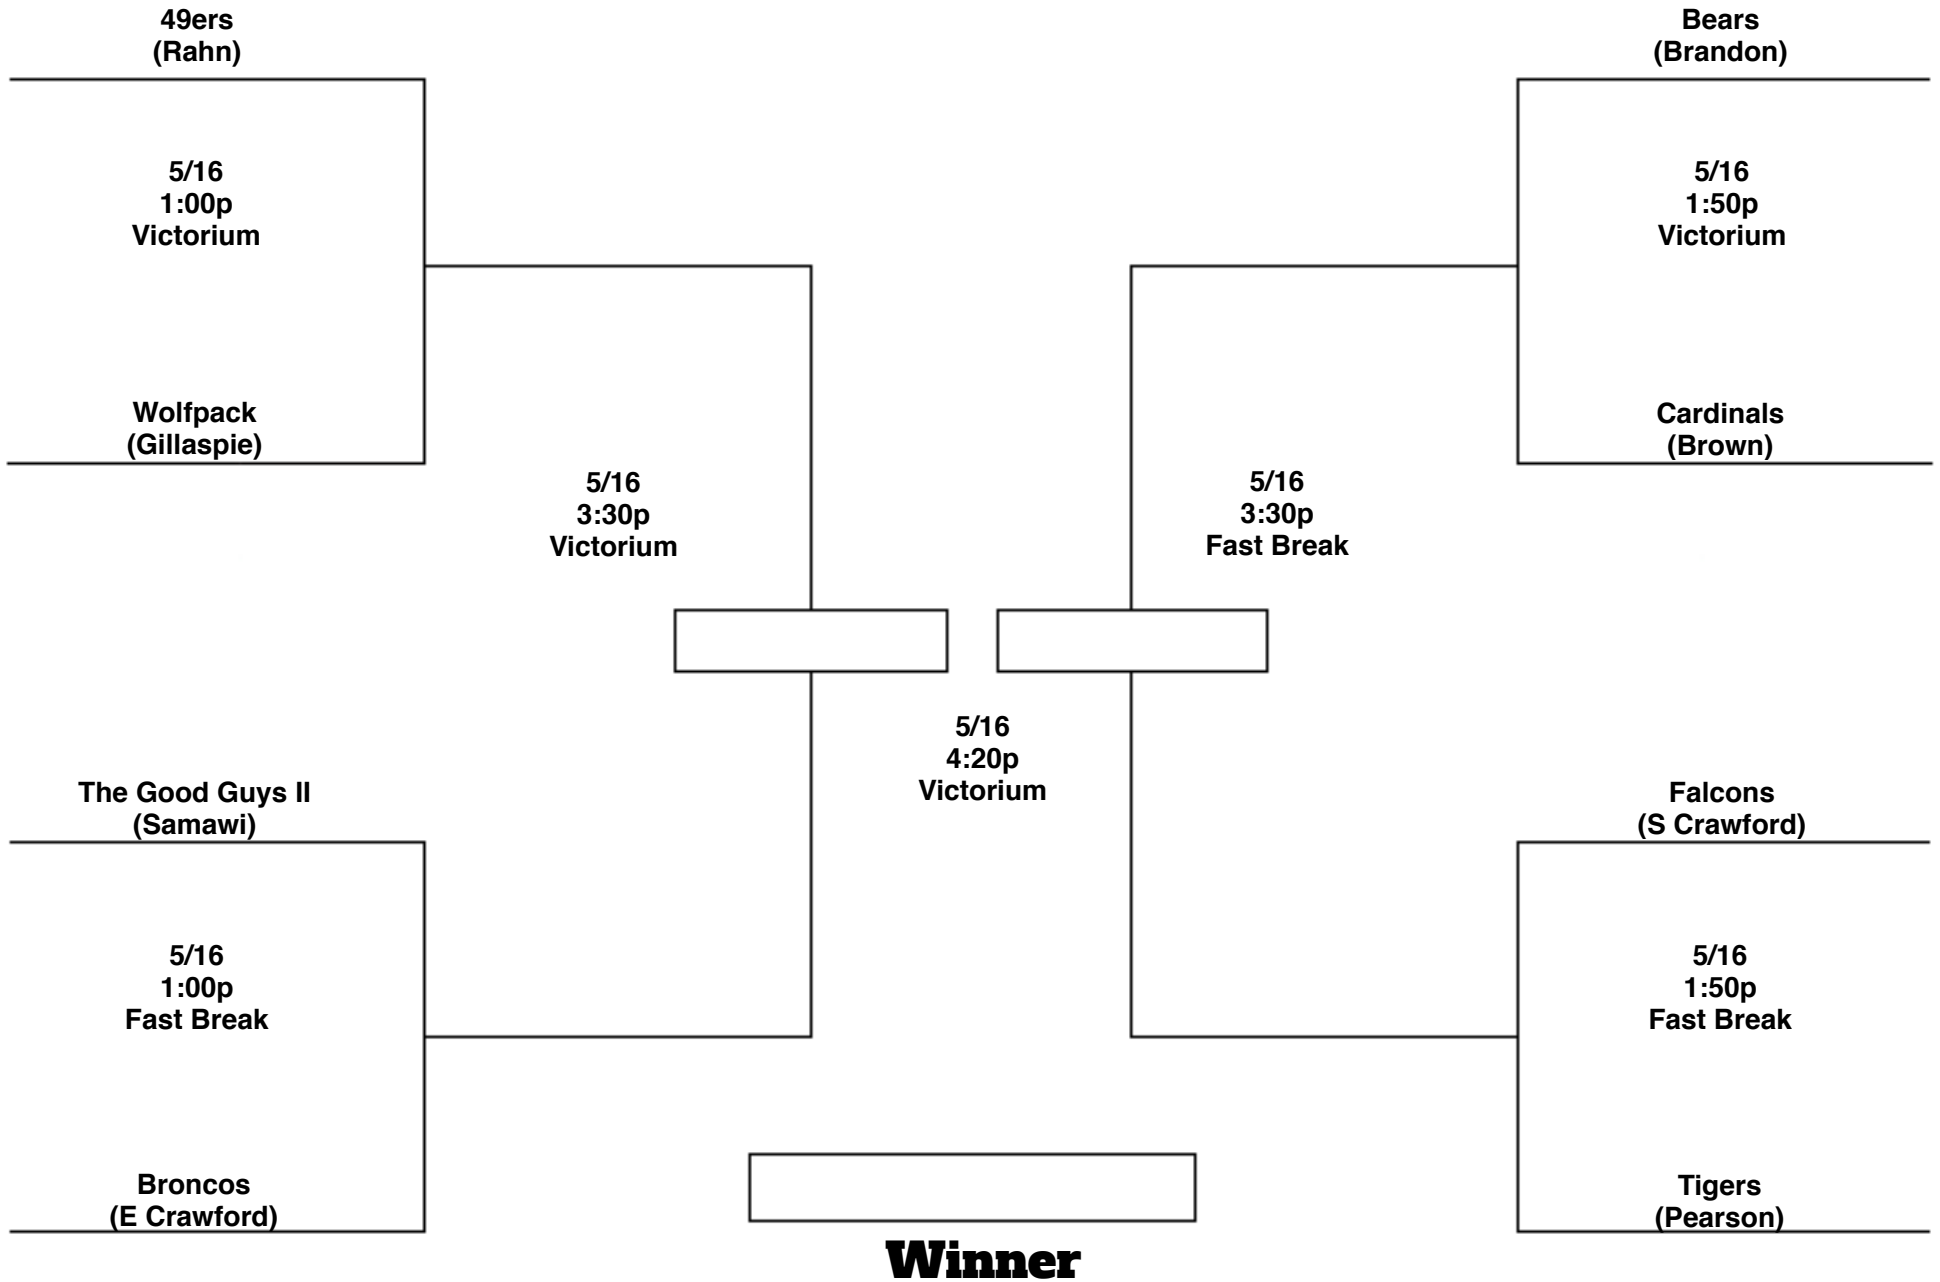 49ers
(Rahn)
5/16
1:00p
Victorium
Wolfpack
(Gillaspie)
5/16
3:30p
Victorium
The Good Guys II
(Samawi)
5/16
1:00p
Fast Break
Broncos
(E Crawford)
Bears
(Brandon)
5/16
1:50p
Victorium
Cardinals
(Brown)
5/16
3:30p
Fast Break
Falcons
(S Crawford)
5/16
1:50p
Fast Break
Tigers
(Pearson)
5/16
4:20p
Victorium
Winner